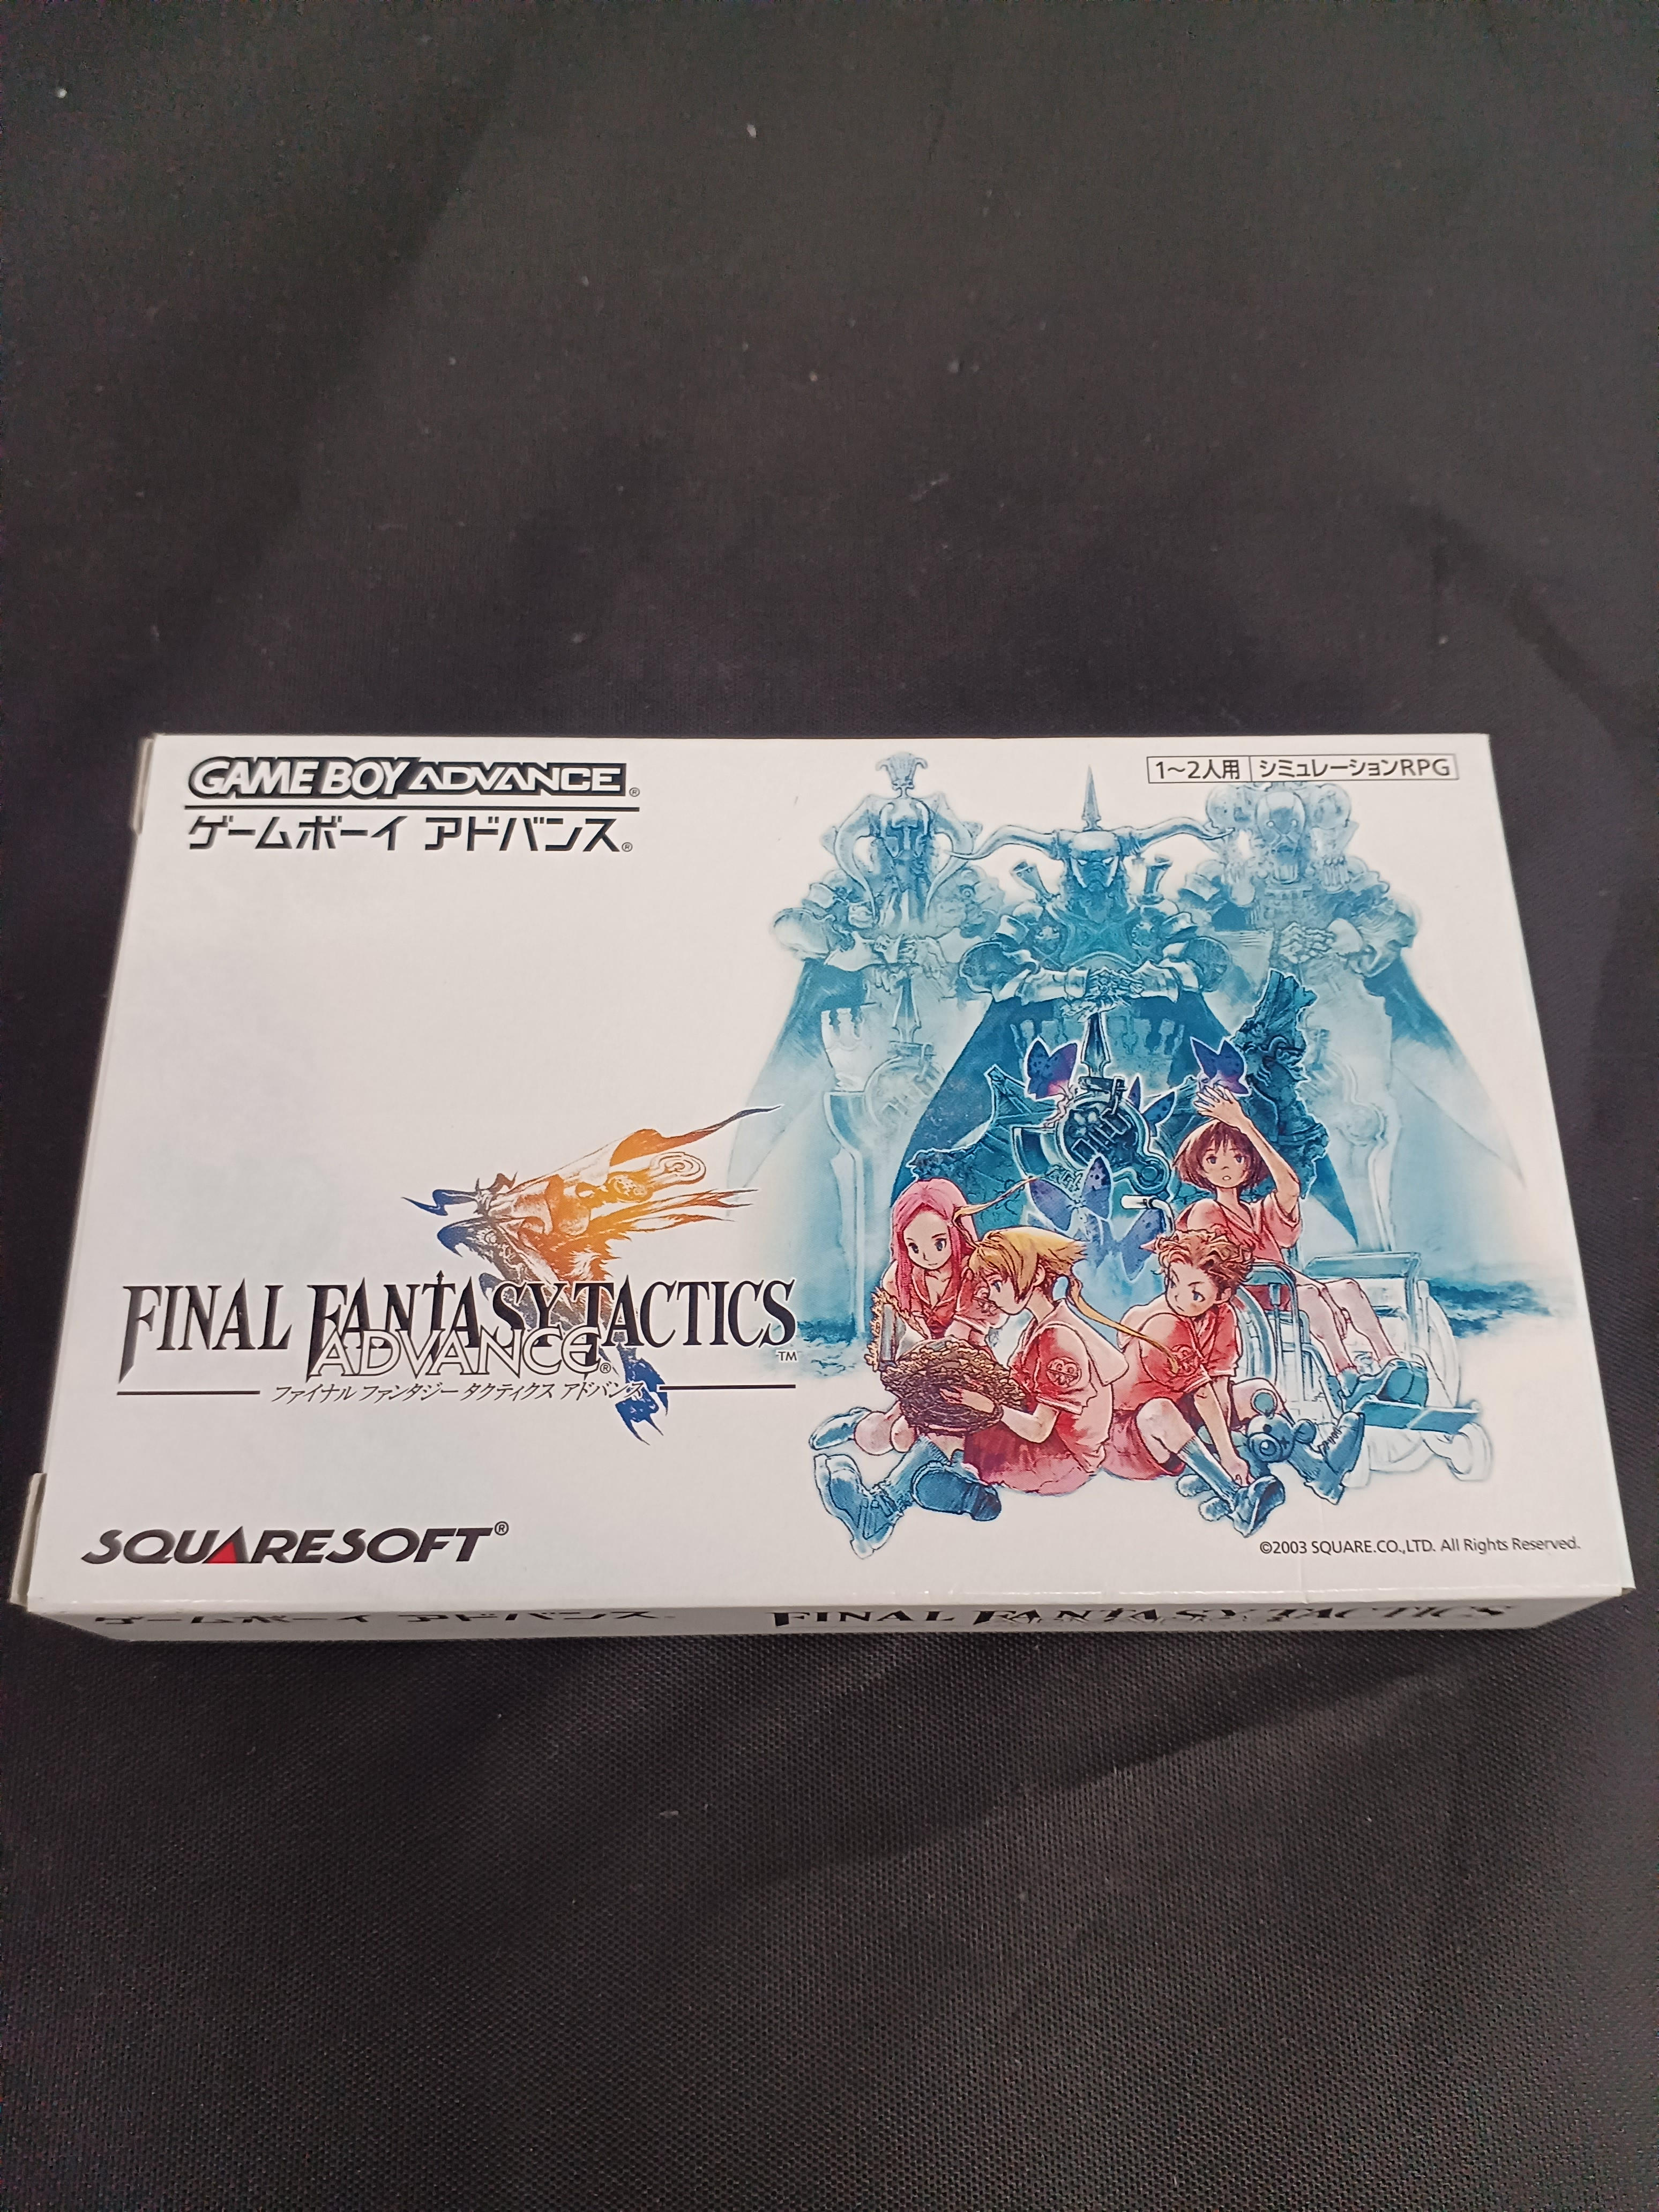 GAME BOY ADVANCE®
ゲームボーイ アドバンス®
1〜2人用 シミュレーションRPG
FINAL FANTASY TACTICS™
ADVANCE®
ファイナル ファンタジー タクティクス アドバンス
SQUARESOFT®
©2003 SQUARE.CO.,LTD. All Rights Reserved.
ゲームボーイ アドバンス
FINAL FANTASY TACTICS